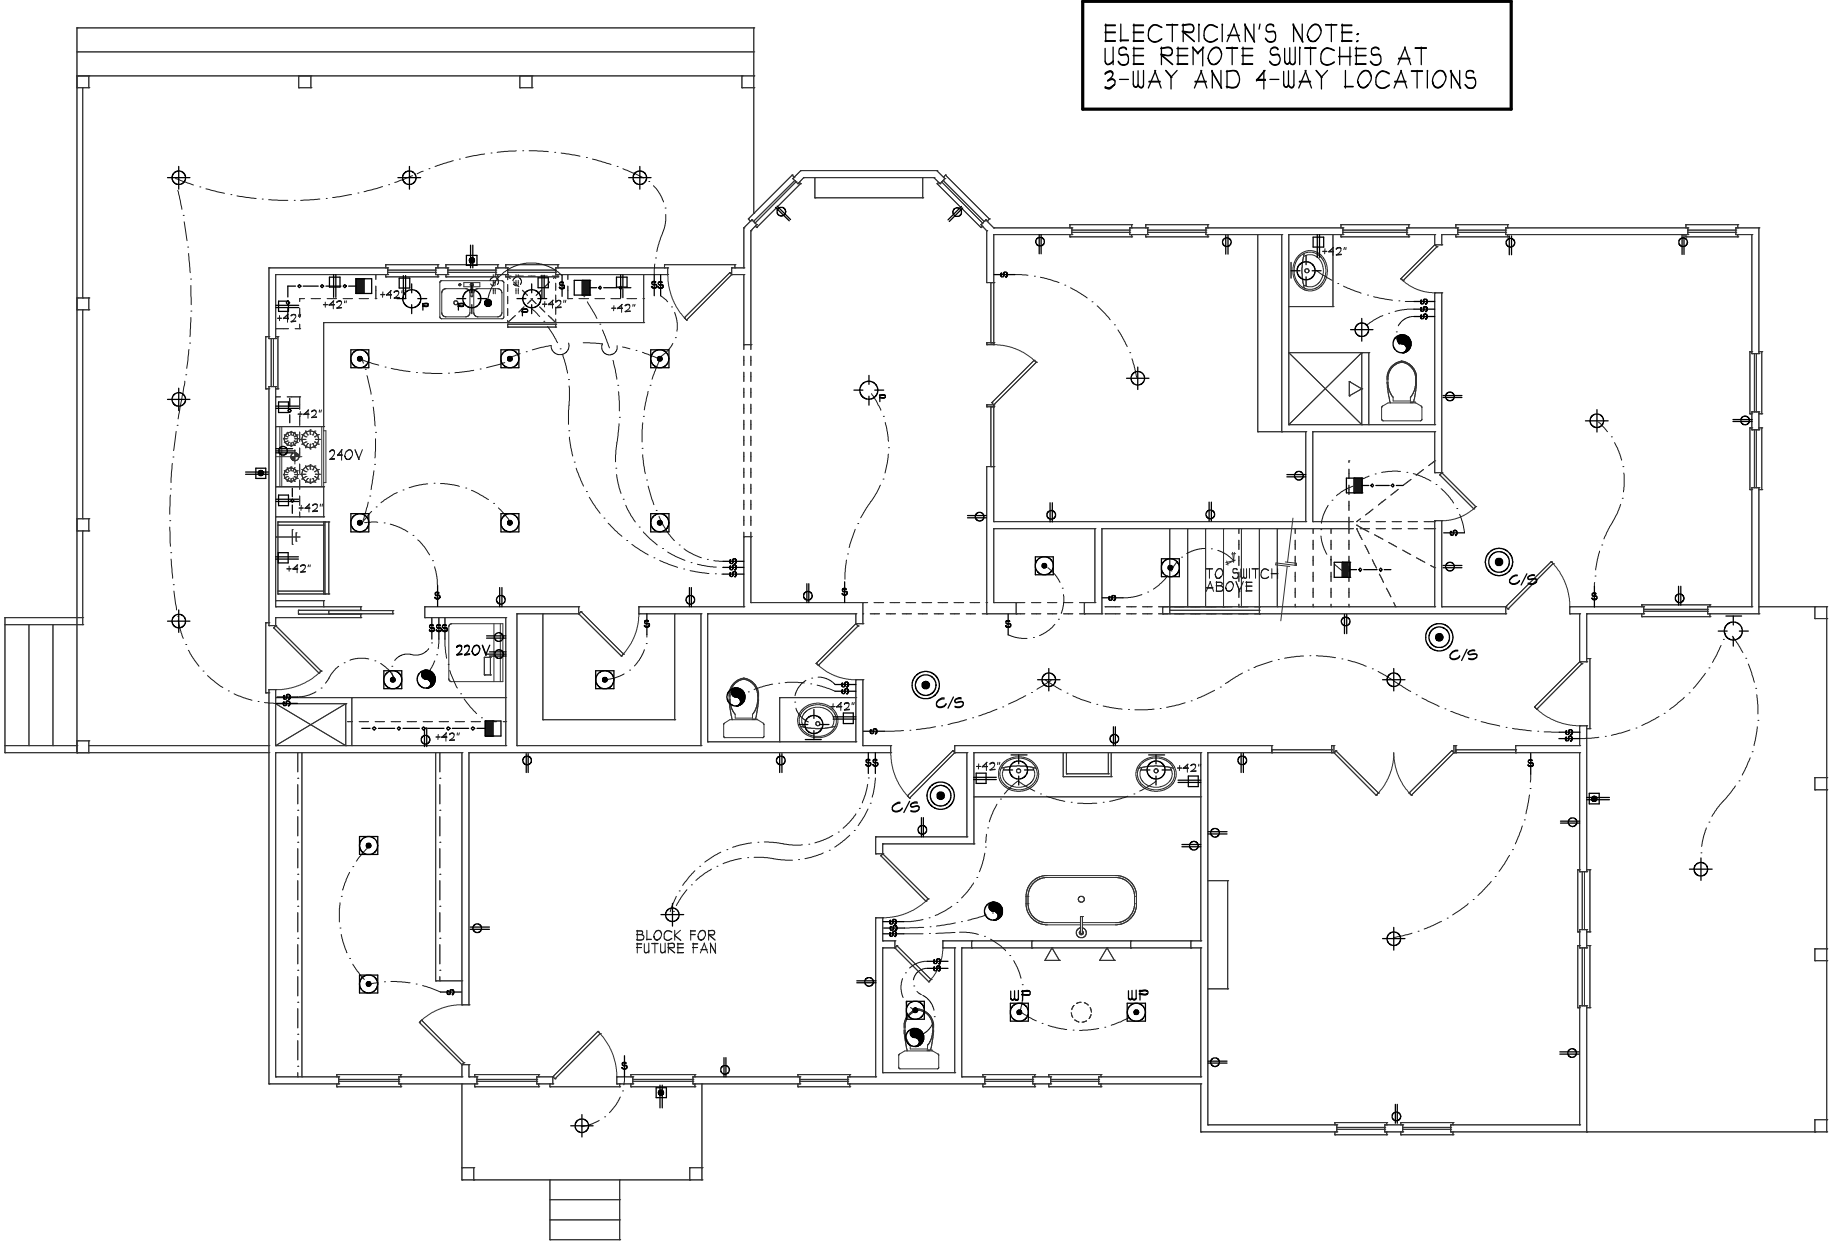 ELECTRICIAN'S NOTE:
USE REMOTE SWITCHES AT
3-WAY AND 4-WAY LOCATIONS
+42"
+42"
+42"
+42"
+42"
+42"
P
P
P
$$
$
+42"
240V
+42"
+42"
P
$
$
$
$
$
$
$
$
TO SWITCH
ABOVE
C/S
$
$
$
$
$
$
$
$
220V
C/S
$$
+42"
+42"
$
$
C/S
$
$$
$
$$
+42"
+42"
C/S
$
$
$
BLOCK FOR
FUTURE FAN
$$
$
WP
WP
$